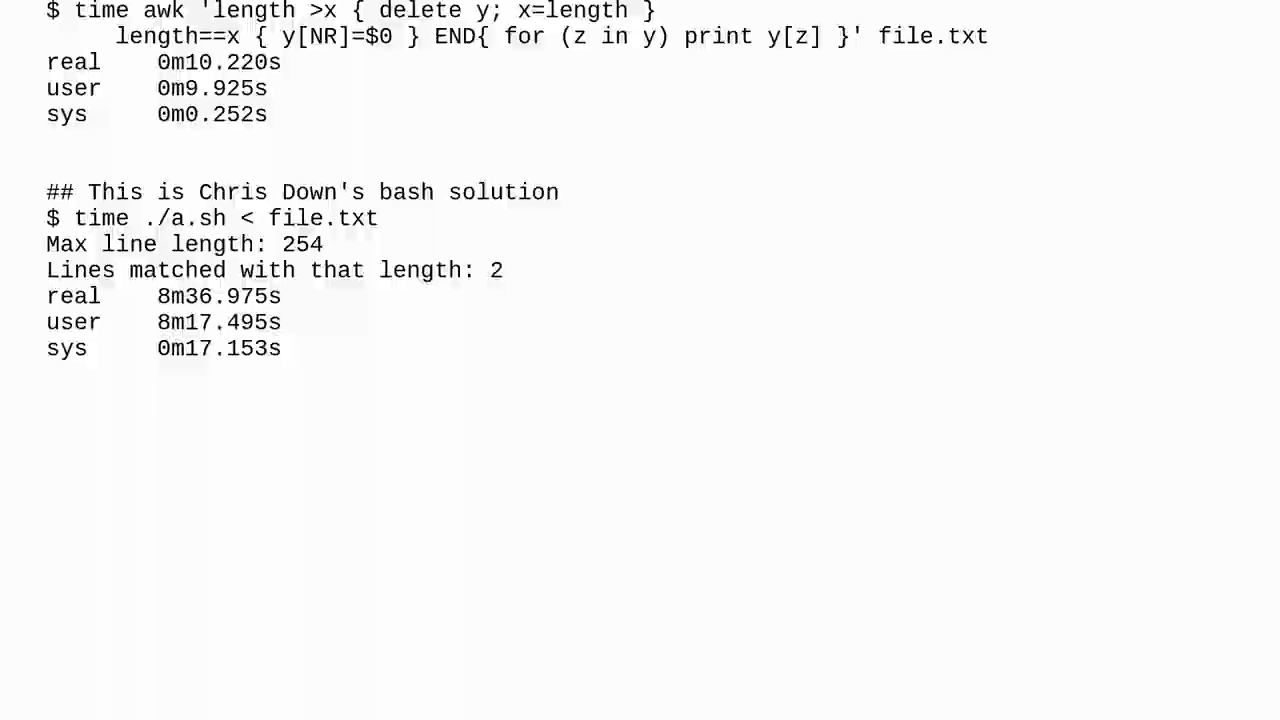 $ time awk 'length >x { delete y; x=length }
     length==x { y[NR]=$0 } END{ for (z in y) print y[z] }' file.txt
real    0m10.220s
user    0m9.925s
sys     0m0.252s
## This is Chris Down's bash solution
$ time ./a.sh < file.txt
Max line length: 254
Lines matched with that length: 2
real    8m36.975s
user    8m17.495s
sys     0m17.153s